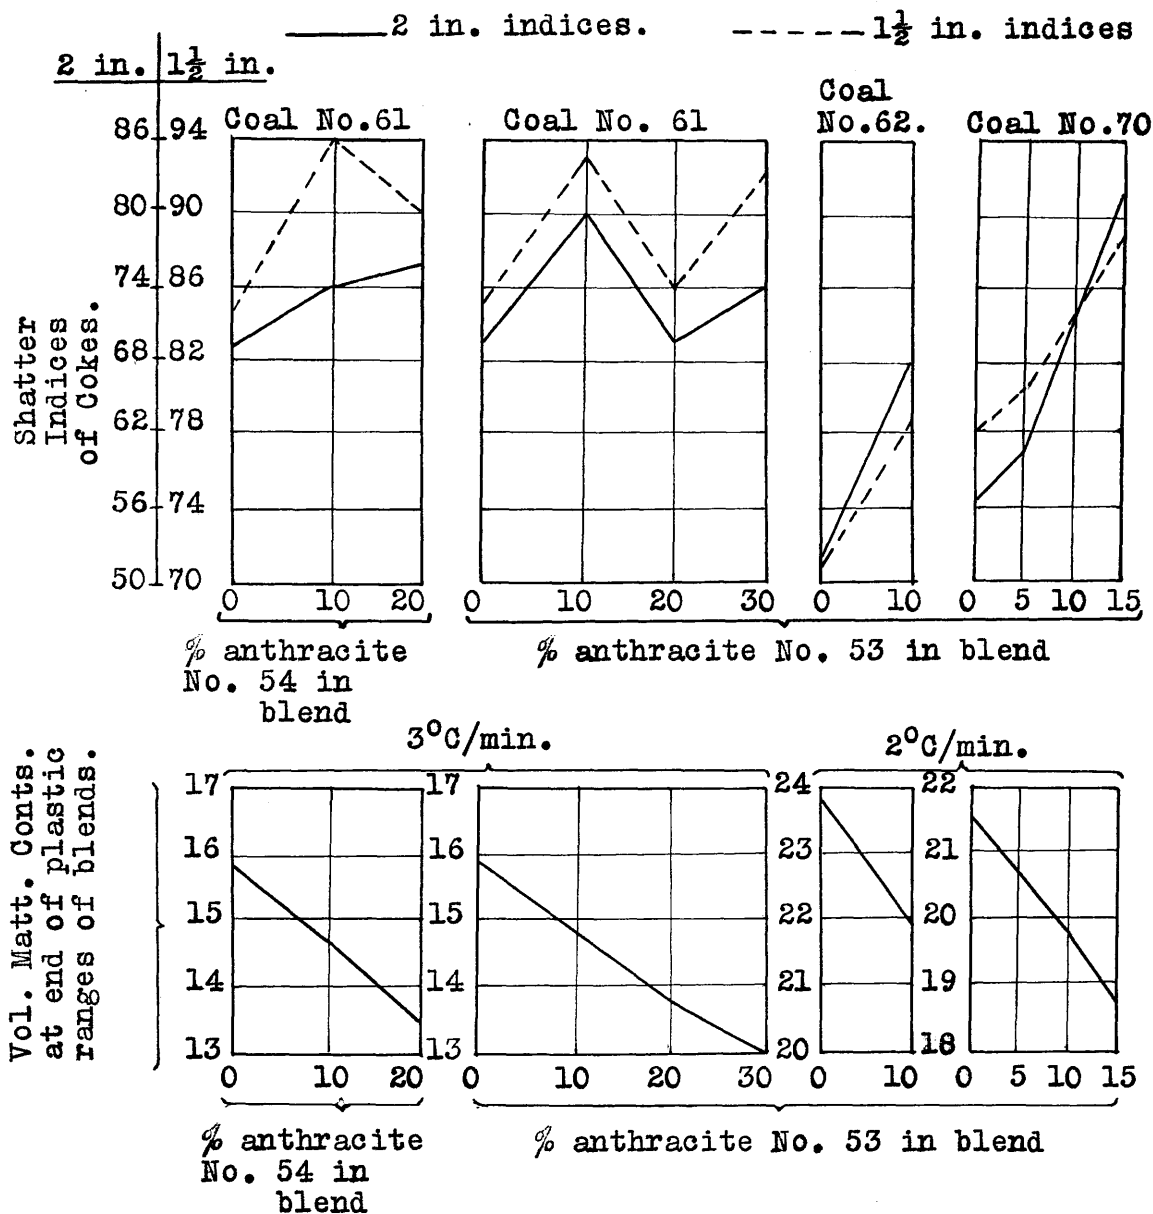 2 in. indices. 1½ in. indices
2 in. 1½ in.
Coal No.61
Coal No. 61
Coal
No.62.
Coal No.70
86 94
80 90
74 86
68 82
62 78
56 74
50 70
Shatter
Indices
of Cokes.
0 10 20
0 10 20 30
0 10
0 5 10 15
% anthracite
No. 54 in
blend
% anthracite No. 53 in blend
3°C/min.
2°C/min.
Vol. Matt. Conts.
at end of plastic
ranges of blends.
17
16
15
14
13
17
16
15
14
13
24
23
22
21
20
22
21
20
19
18
0 10 20
0 10 20 30
0 10
0 5 10 15
% anthracite
No. 54 in
blend
% anthracite No. 53 in blend